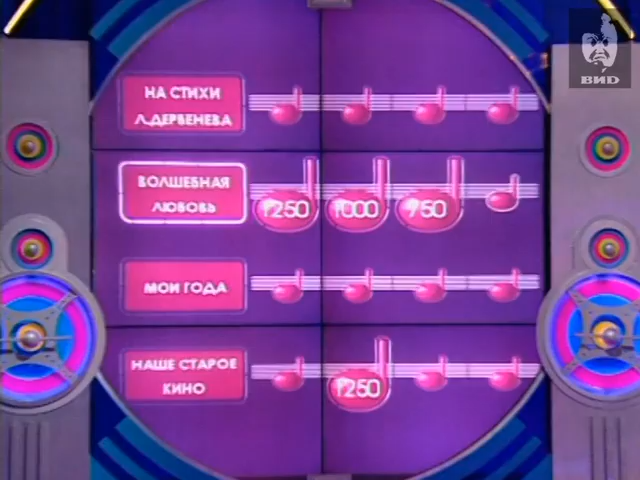 ВИD
НА СТИХИ
Л.ДЕРБЕНЕВА
ВОЛШЕБНАЯ
ЛЮБОВЬ
1250 1000 750
МОИ ГОДА
НАШЕ СТАРОЕ
КИНО
1250